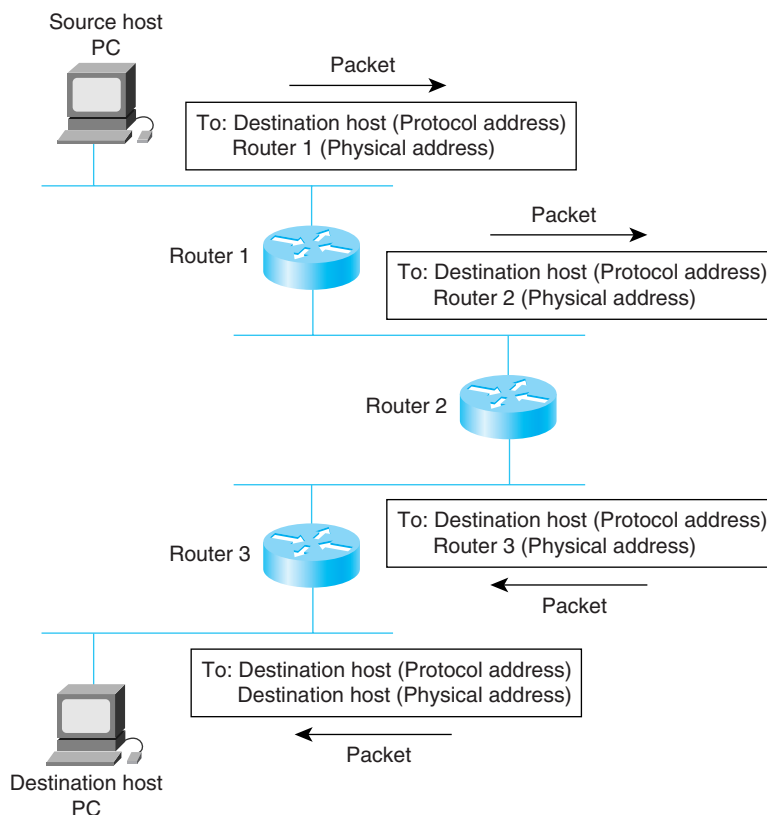 Source host
PC
Packet
To: Destination host (Protocol address)
Router 1 (Physical address)
Router 1
Packet
To: Destination host (Protocol address)
Router 2 (Physical address)
Router 2
To: Destination host (Protocol address)
Router 3 (Physical address)
Router 3
Packet
To: Destination host (Protocol address)
Destination host (Physical address)
Packet
Destination host
PC